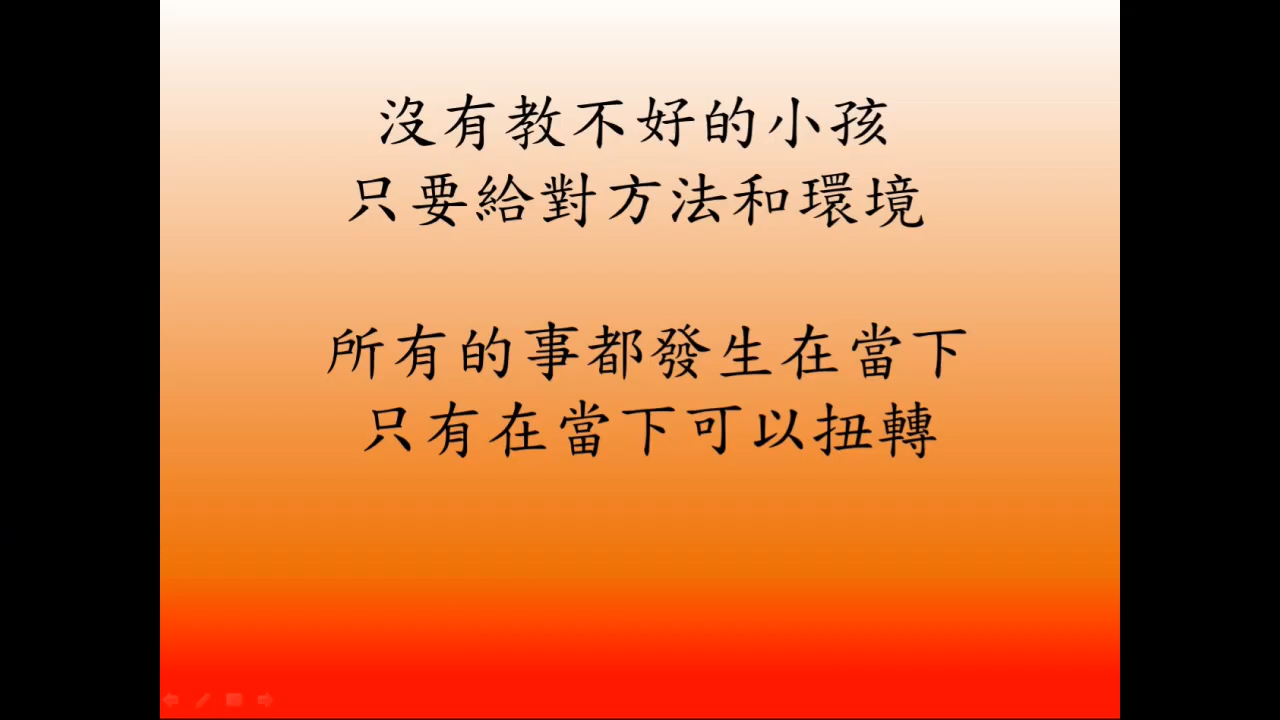 沒有教不好的小孩
只要給對方法和環境
所有的事都發生在當下
只有在當下可以扭轉